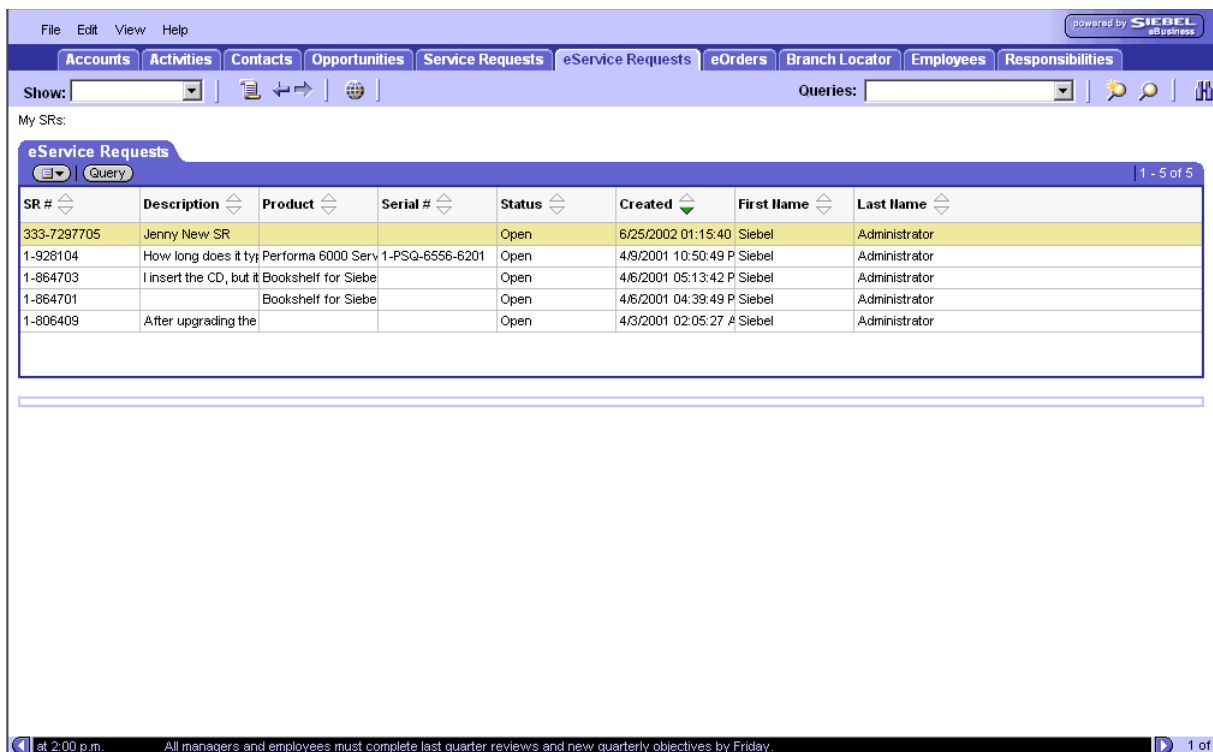 File Edit View Help
powered by SIEBEL eBusiness
Accounts Activities Contacts Opportunities Service Requests eService Requests eOrders Branch Locator Employees Responsibilities
Show: Queries:
My SRs:
eService Requests
Query 1 - 5 of 5
SR # Description Product Serial # Status Created First Name Last Name
333-7297705 Jenny New SR Open 6/25/2002 01:15:40 Siebel Administrator
1-928104 How long does it typ Performa 6000 Serv 1-PSQ-6556-6201 Open 4/9/2001 10:50:49 P Siebel Administrator
1-864703 I insert the CD, but it Bookshelf for Siebe Open 4/6/2001 05:13:42 P Siebel Administrator
1-864701 Bookshelf for Siebe Open 4/6/2001 04:39:49 P Siebel Administrator
1-806409 After upgrading the Open 4/3/2001 02:05:27 A Siebel Administrator
at 2:00 p.m. All managers and employees must complete last quarter reviews and new quarterly objectives by Friday. 1 of